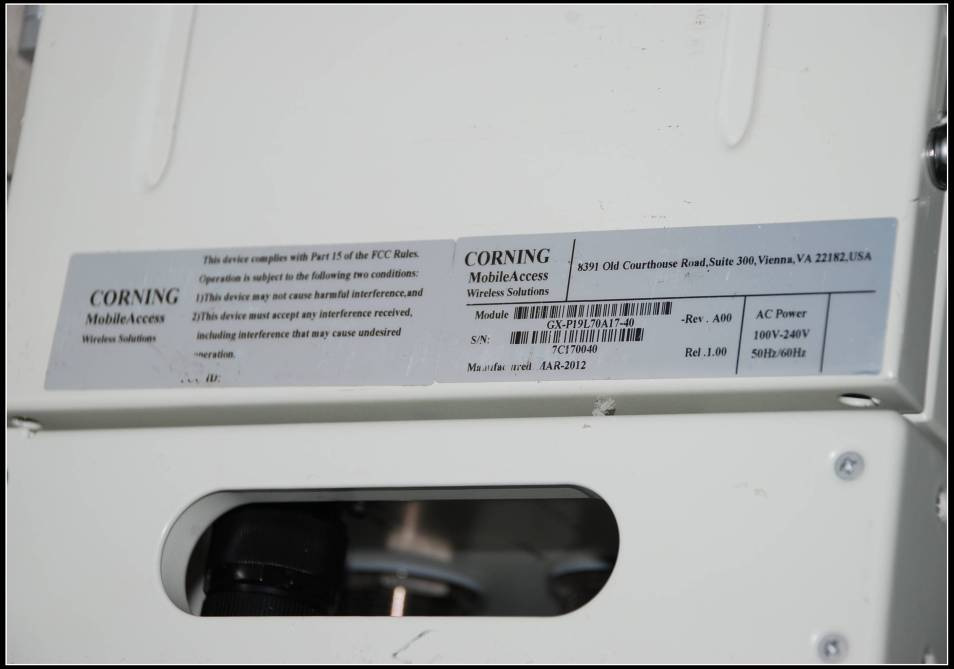 CORNING
MobileAccess
Wireless Solutions
This device complies with Part 15 of the FCC Rules.
Operation is subject to the following two conditions:
1)This device may not cause harmful interference,and
2)This device must accept any interference received,
including interference that may cause undesired
operation.
ID:
CORNING
MobileAccess
Wireless Solutions
8391 Old Courthouse Road,Suite 300,Vienna,VA 22182,USA
Module
GX-P19L70A17-40
-Rev . A00
S/N:
7C170040
Rel .1.00
Manufactured MAR-2012
AC Power
100V-240V
50Hz/60Hz